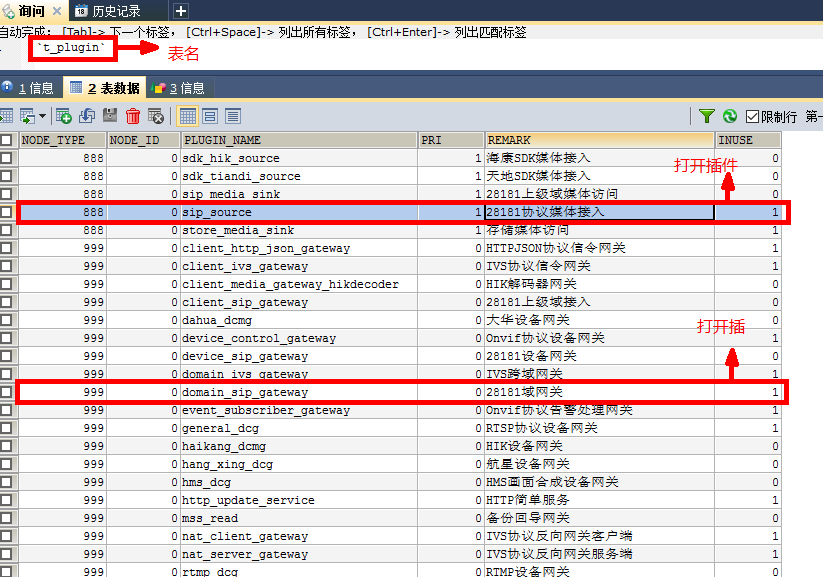 询问 历史记录
自动完成： [Tab]-> 下一个标签， [Ctrl+Space]-> 列出所有标签， [Ctrl+Enter]-> 列出匹配标签
`t_plugin` 表名
1 信息 2 表数据 3 信息
限制行 第一
NODE_TYPE NODE_ID PLUGIN_NAME PRI REMARK INUSE
888 0 sdk_hik_source 1 海康SDK媒体接入 0
打开插件
888 0 sdk_tiandi_source 1 天地SDK媒体接入 0
888 0 sip_media_sink 1 28181上级域媒体访问 0
888 0 sip_source 1 28181协议媒体接入 1
888 0 store_media_sink 1 存储媒体访问 1
999 0 client_http_json_gateway 0 HTTPJSON协议信令网关 0
999 0 client_ivs_gateway 0 IVS协议信令网关 1
999 0 client_media_gateway_hikdecoder 0 HIK解码器网关 0
999 0 client_sip_gateway 0 28181上级域接入 0
999 0 dahua_dcmg 0 大华设备网关 0
打开插
999 0 device_control_gateway 0 Onvif协议设备网关 1
999 0 device_sip_gateway 0 28181设备网关 0
999 0 domain_ivs_gateway 0 IVS跨域网关 1
999 0 domain_sip_gateway 0 28181域网关 1
999 0 event_subscriber_gateway 0 Onvif协议告警处理网关 1
999 0 general_dcg 0 RTSP协议设备网关 1
999 0 haikang_dcmg 0 HIK设备网关 0
999 0 hang_xing_dcg 0 航星设备网关 0
999 0 hms_dcg 0 HMS画面合成设备网关 0
999 0 http_update_service 0 HTTP简单服务 1
999 0 mss_read 0 备份回导网关 0
999 0 nat_client_gateway 0 IVS协议反向网关客户端 1
999 0 nat_server_gateway 0 IVS协议反向网关服务端 1
999 0 rtmp_dcg 0 RTMP设备网关 0